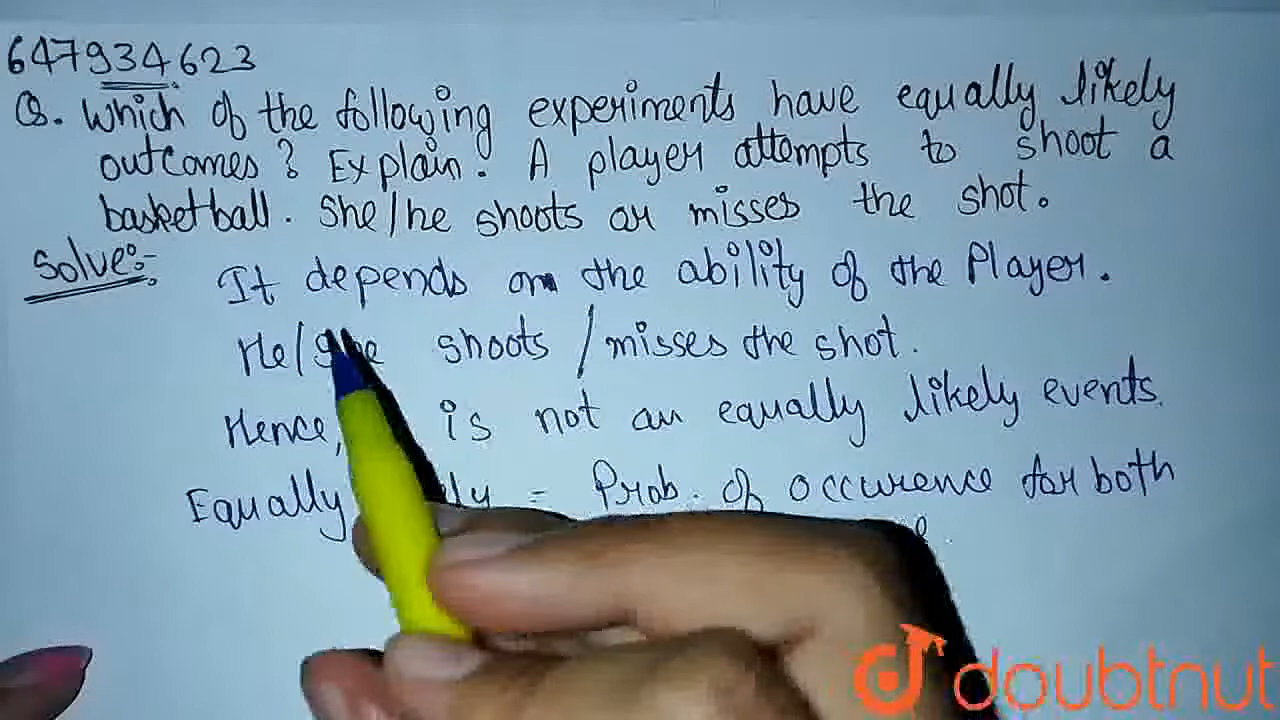 647934623
Q. Which of the following experiments have equally likely
outcomes? Explain. A player attempts to shoot a
basketball. She/he shoots or misses the shot.
Solve:-
It depends on the ability of the Player.
He/ shoots / misses the shot.
Hence, is not an equally likely events.
Equally = Prob. of occurence for both
doubtnut